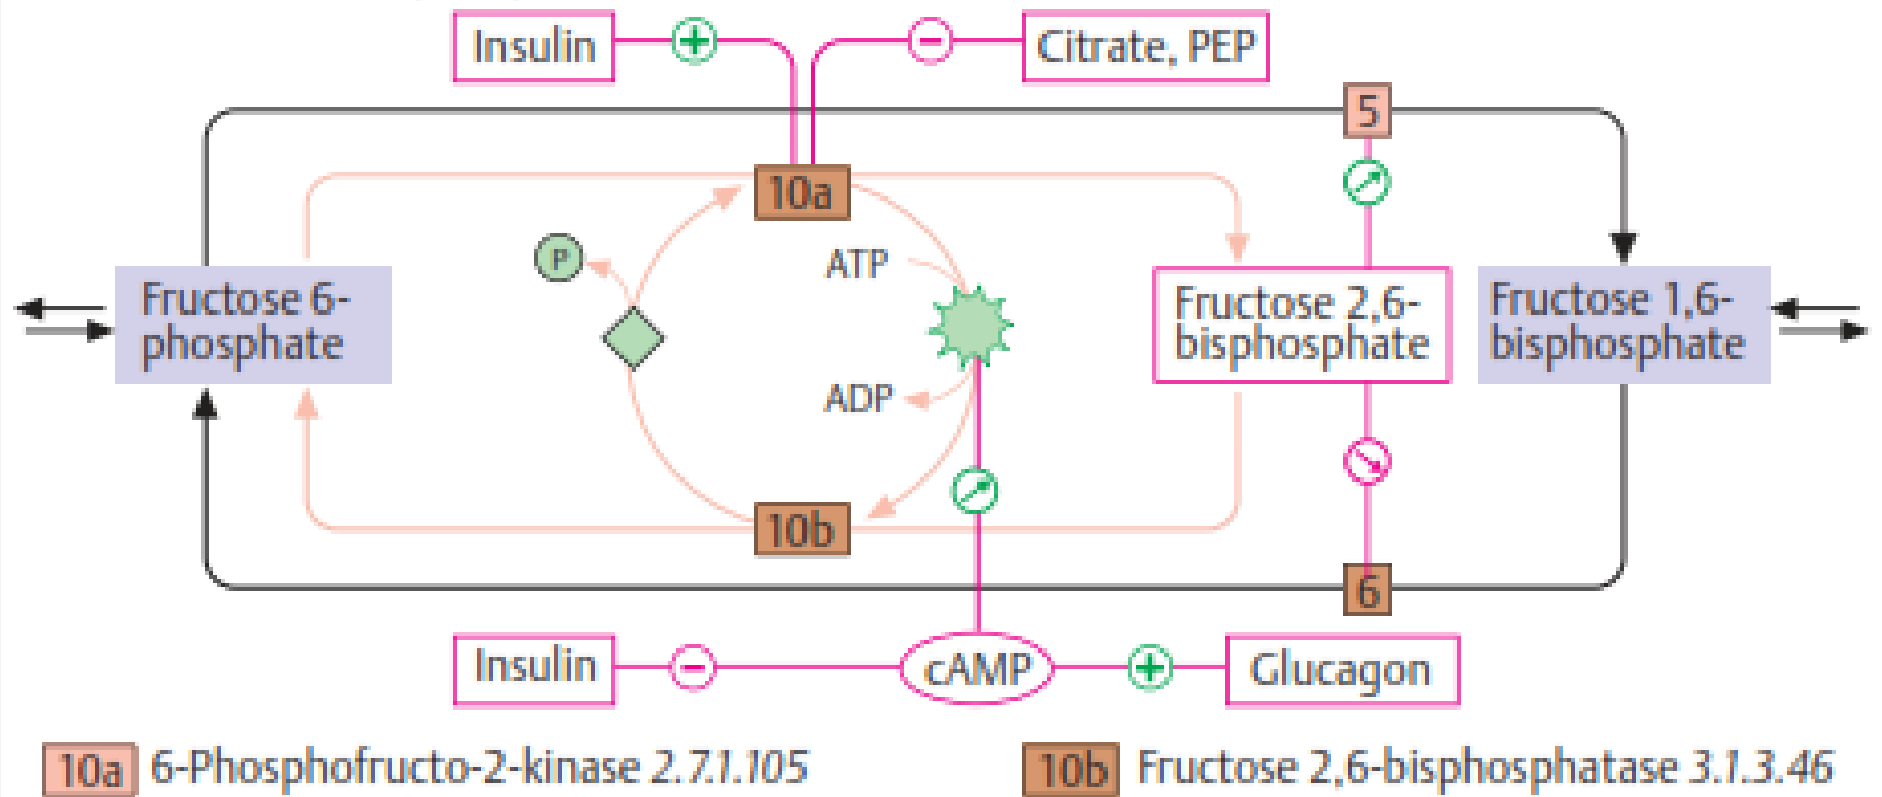 Insulin
Citrate, PEP
5
10a
P
ATP
Fructose 6-
phosphate
Fructose 2,6-
bisphosphate
Fructose 1,6-
bisphosphate
ADP
10b
6
Insulin
cAMP
Glucagon
10a 6-Phosphofructo-2-kinase 2.7.1.105
10b Fructose 2,6-bisphosphatase 3.1.3.46